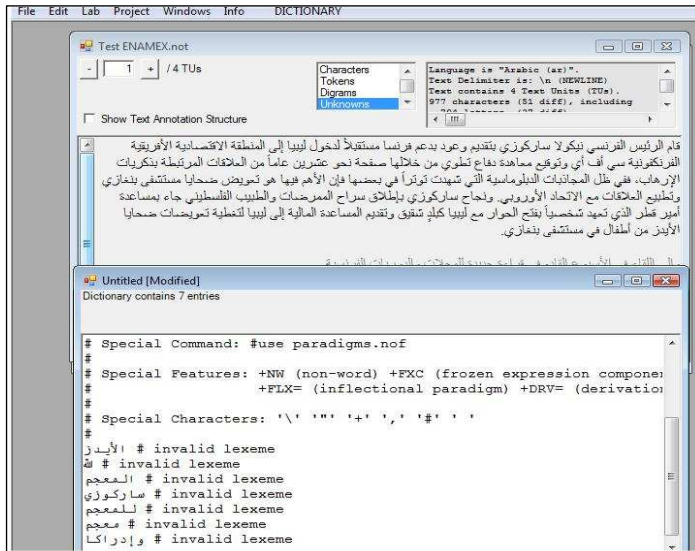 File Edit Lab Project Windows Info DICTIONARY
Test ENAMEX.not
- 1 + / 4 TUs
Characters
Tokens
Digrams
Unknowns
Language is "Arabic (ar)".
Text Delimiter is: \n (NEWLINE)
Text contains 4 Text Units (TUs).
977 characters (51 diff), including
Show Text Annotation Structure
قام الرئيس الفرنسي نيكولا ساركوزي بتقديم وعود بدعم فرنسا مستقبلاً لدخول ليبيا إلى المنطقة الاقتصادية الأفريقية
الفرنكفونية سي أف أي وتوقيع معاهدة دفاع تطوي من خلالها صفحة نحو عشرين عاماً من العلاقات المرتبطة بذكريات
الإرهاب، ففي ظل المجاذبات الدبلوماسية التي شهدت توتراً في بعضها فإن الأهم فيها هو تعويض ضحايا مستشفى بنغازي
وتطبيع العلاقات مع الاتحاد الأوروبي. ونجاح ساركوزي بإطلاق سراح الممرضات والطبيب الفلسطيني جاء بمساعدة
أمير قطر الذي تعهد شخصياً بفتح الحوار مع ليبيا كبلدٍ شقيق وتقديم المساعدة المالية إلى ليبيا لتغطية تعويضات ضحايا
الأيدز من أطفال في مستشفى بنغازي.
Untitled [Modified]
Dictionary contains 7 entries
# Special Command: #use paradigms.nof
#
# Special Features: +NW (non-word) +FXC (frozen expression
# +FLX= (inflectional paradigm) +DRV=
#
# Special Characters: '\' '"' '+' ',' '#' ' '
#
الأيدز # invalid lexeme
لله # invalid lexeme
المعجم # invalid lexeme
ساركوزي # invalid lexeme
للمعجم # invalid lexeme
معجم # invalid lexeme
وإدراكا # invalid lexeme